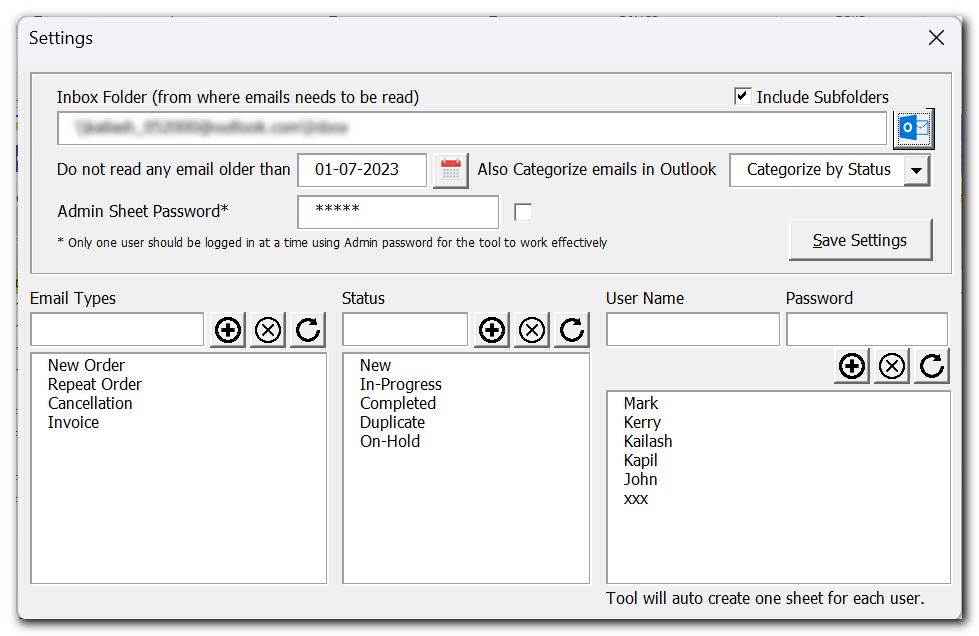 Settings
Inbox Folder (from where emails needs to be read)
Include Subfolders
Do not read any email older than
01-07-2023
Also Categorize emails in Outlook
Categorize by Status
Admin Sheet Password*
*****
* Only one user should be logged in at a time using Admin password for the tool to work effectively
Save Settings
Email Types
Status
User Name
Password
New Order
Repeat Order
Cancellation
Invoice
New
In-Progress
Completed
Duplicate
On-Hold
Mark
Kerry
Kailash
Kapil
John
xxx
Tool will auto create one sheet for each user.